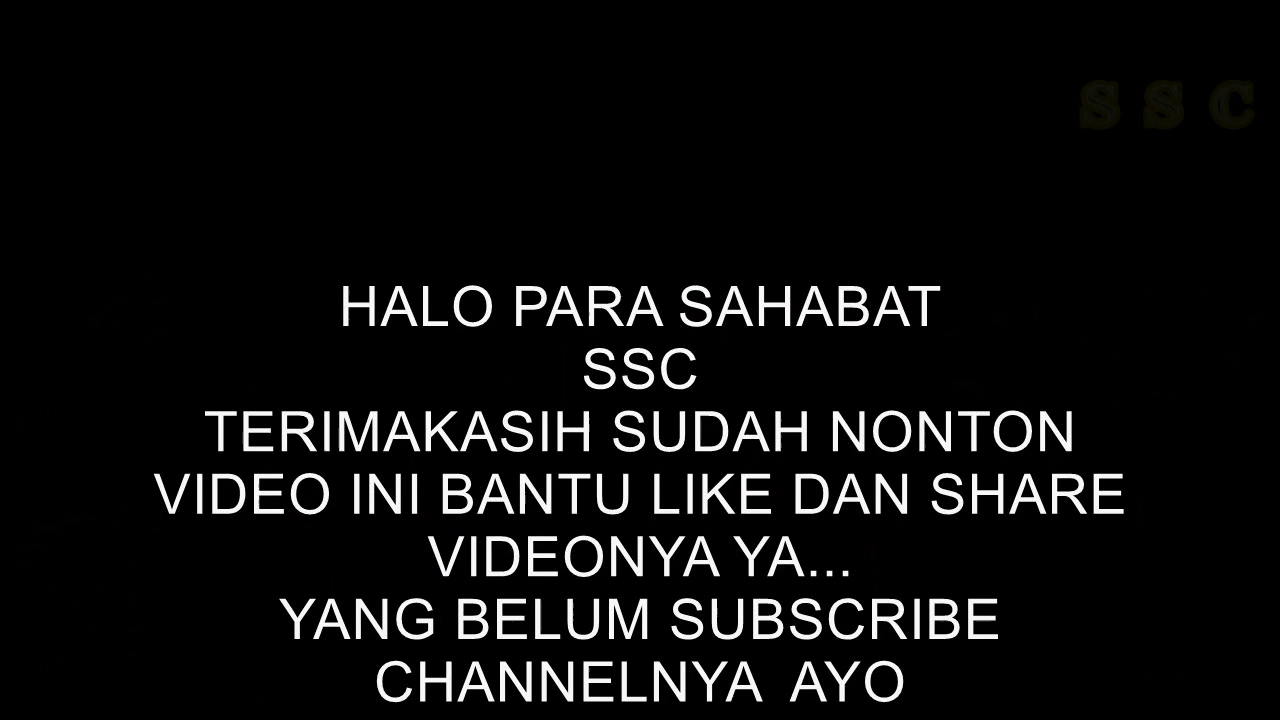 S S C
HALO PARA SAHABAT
SSC
TERIMAKASIH SUDAH NONTON
VIDEO INI BANTU LIKE DAN SHARE
VIDEONYA YA...
YANG BELUM SUBSCRIBE
CHANNELNYA  AYO